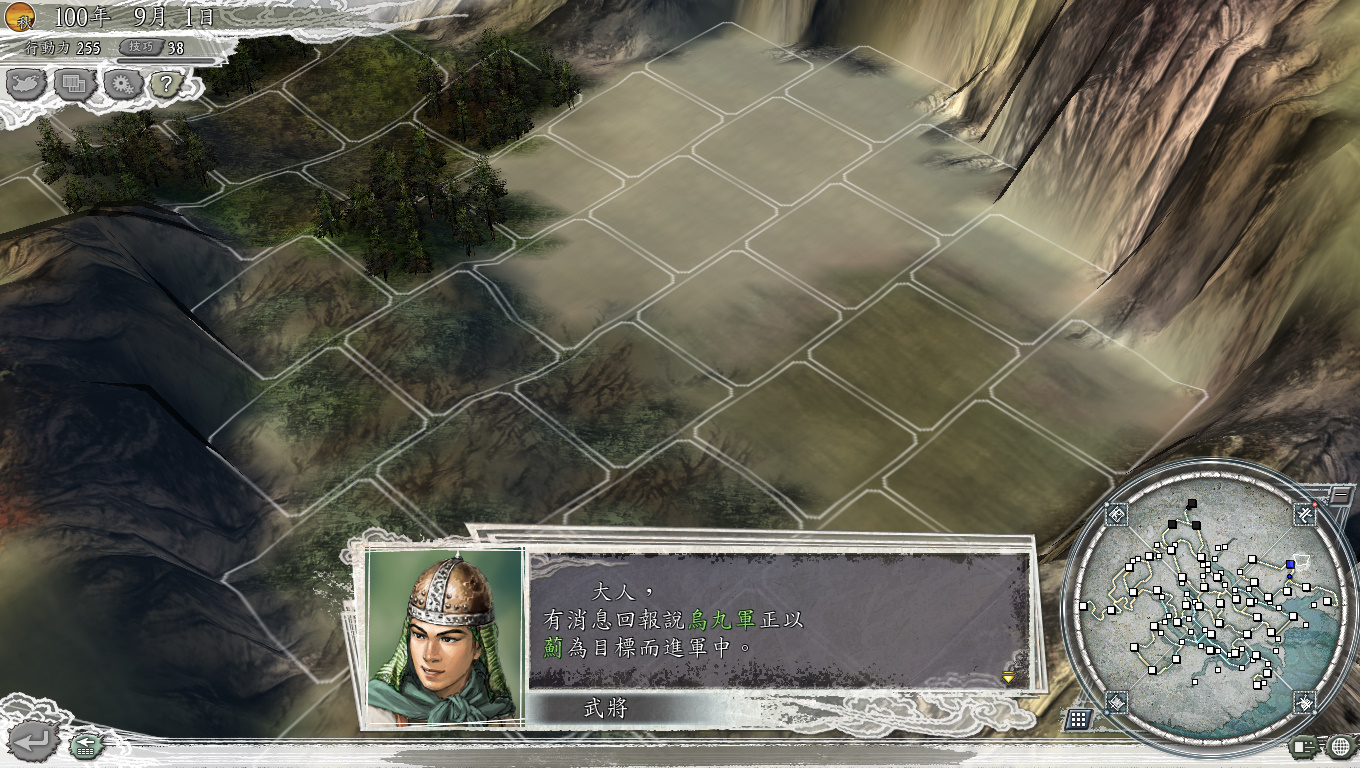 秋 100年 9月 1日
行動力 255 技巧 38
?
大人，
有消息回報說烏丸軍正以
薊為目標而進軍中。
武將